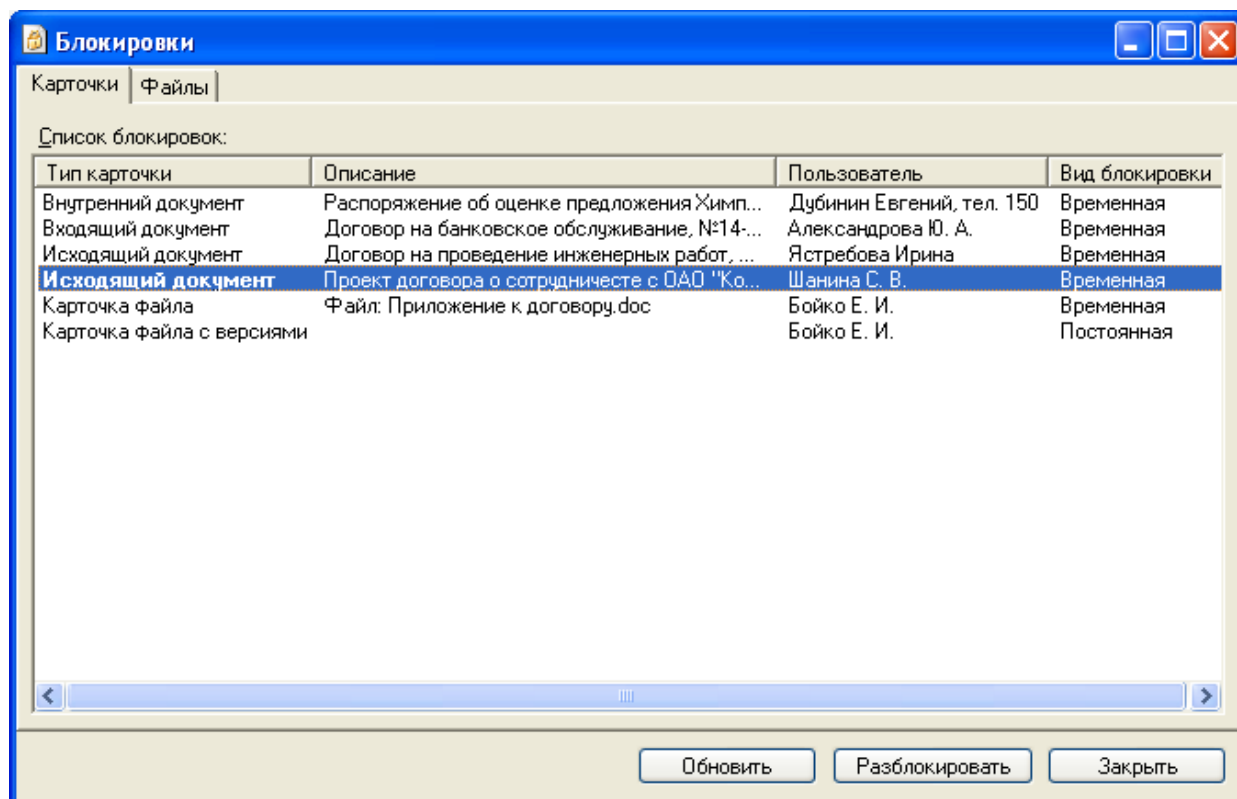 Блокировки
Карточки Файлы
Список блокировок:
Тип карточки Описание Пользователь Вид блокировки
Внутренний документ Распоряжение об оценке предложения Химп... Дубинин Евгений, тел. 150 Временная
Входящий документ Договор на банковское обслуживание, №14-... Александрова Ю. А. Временная
Исходящий документ Договор на проведение инженерных работ, ... Ястребова Ирина Временная
Исходящий документ Проект договора о сотрудничесте с ОАО "Ко... Шанина С. В. Временная
Карточка файла Файл: Приложение к договору.doc Бойко Е. И. Временная
Карточка файла с версиями Бойко Е. И. Постоянная
Обновить Разблокировать Закрыть